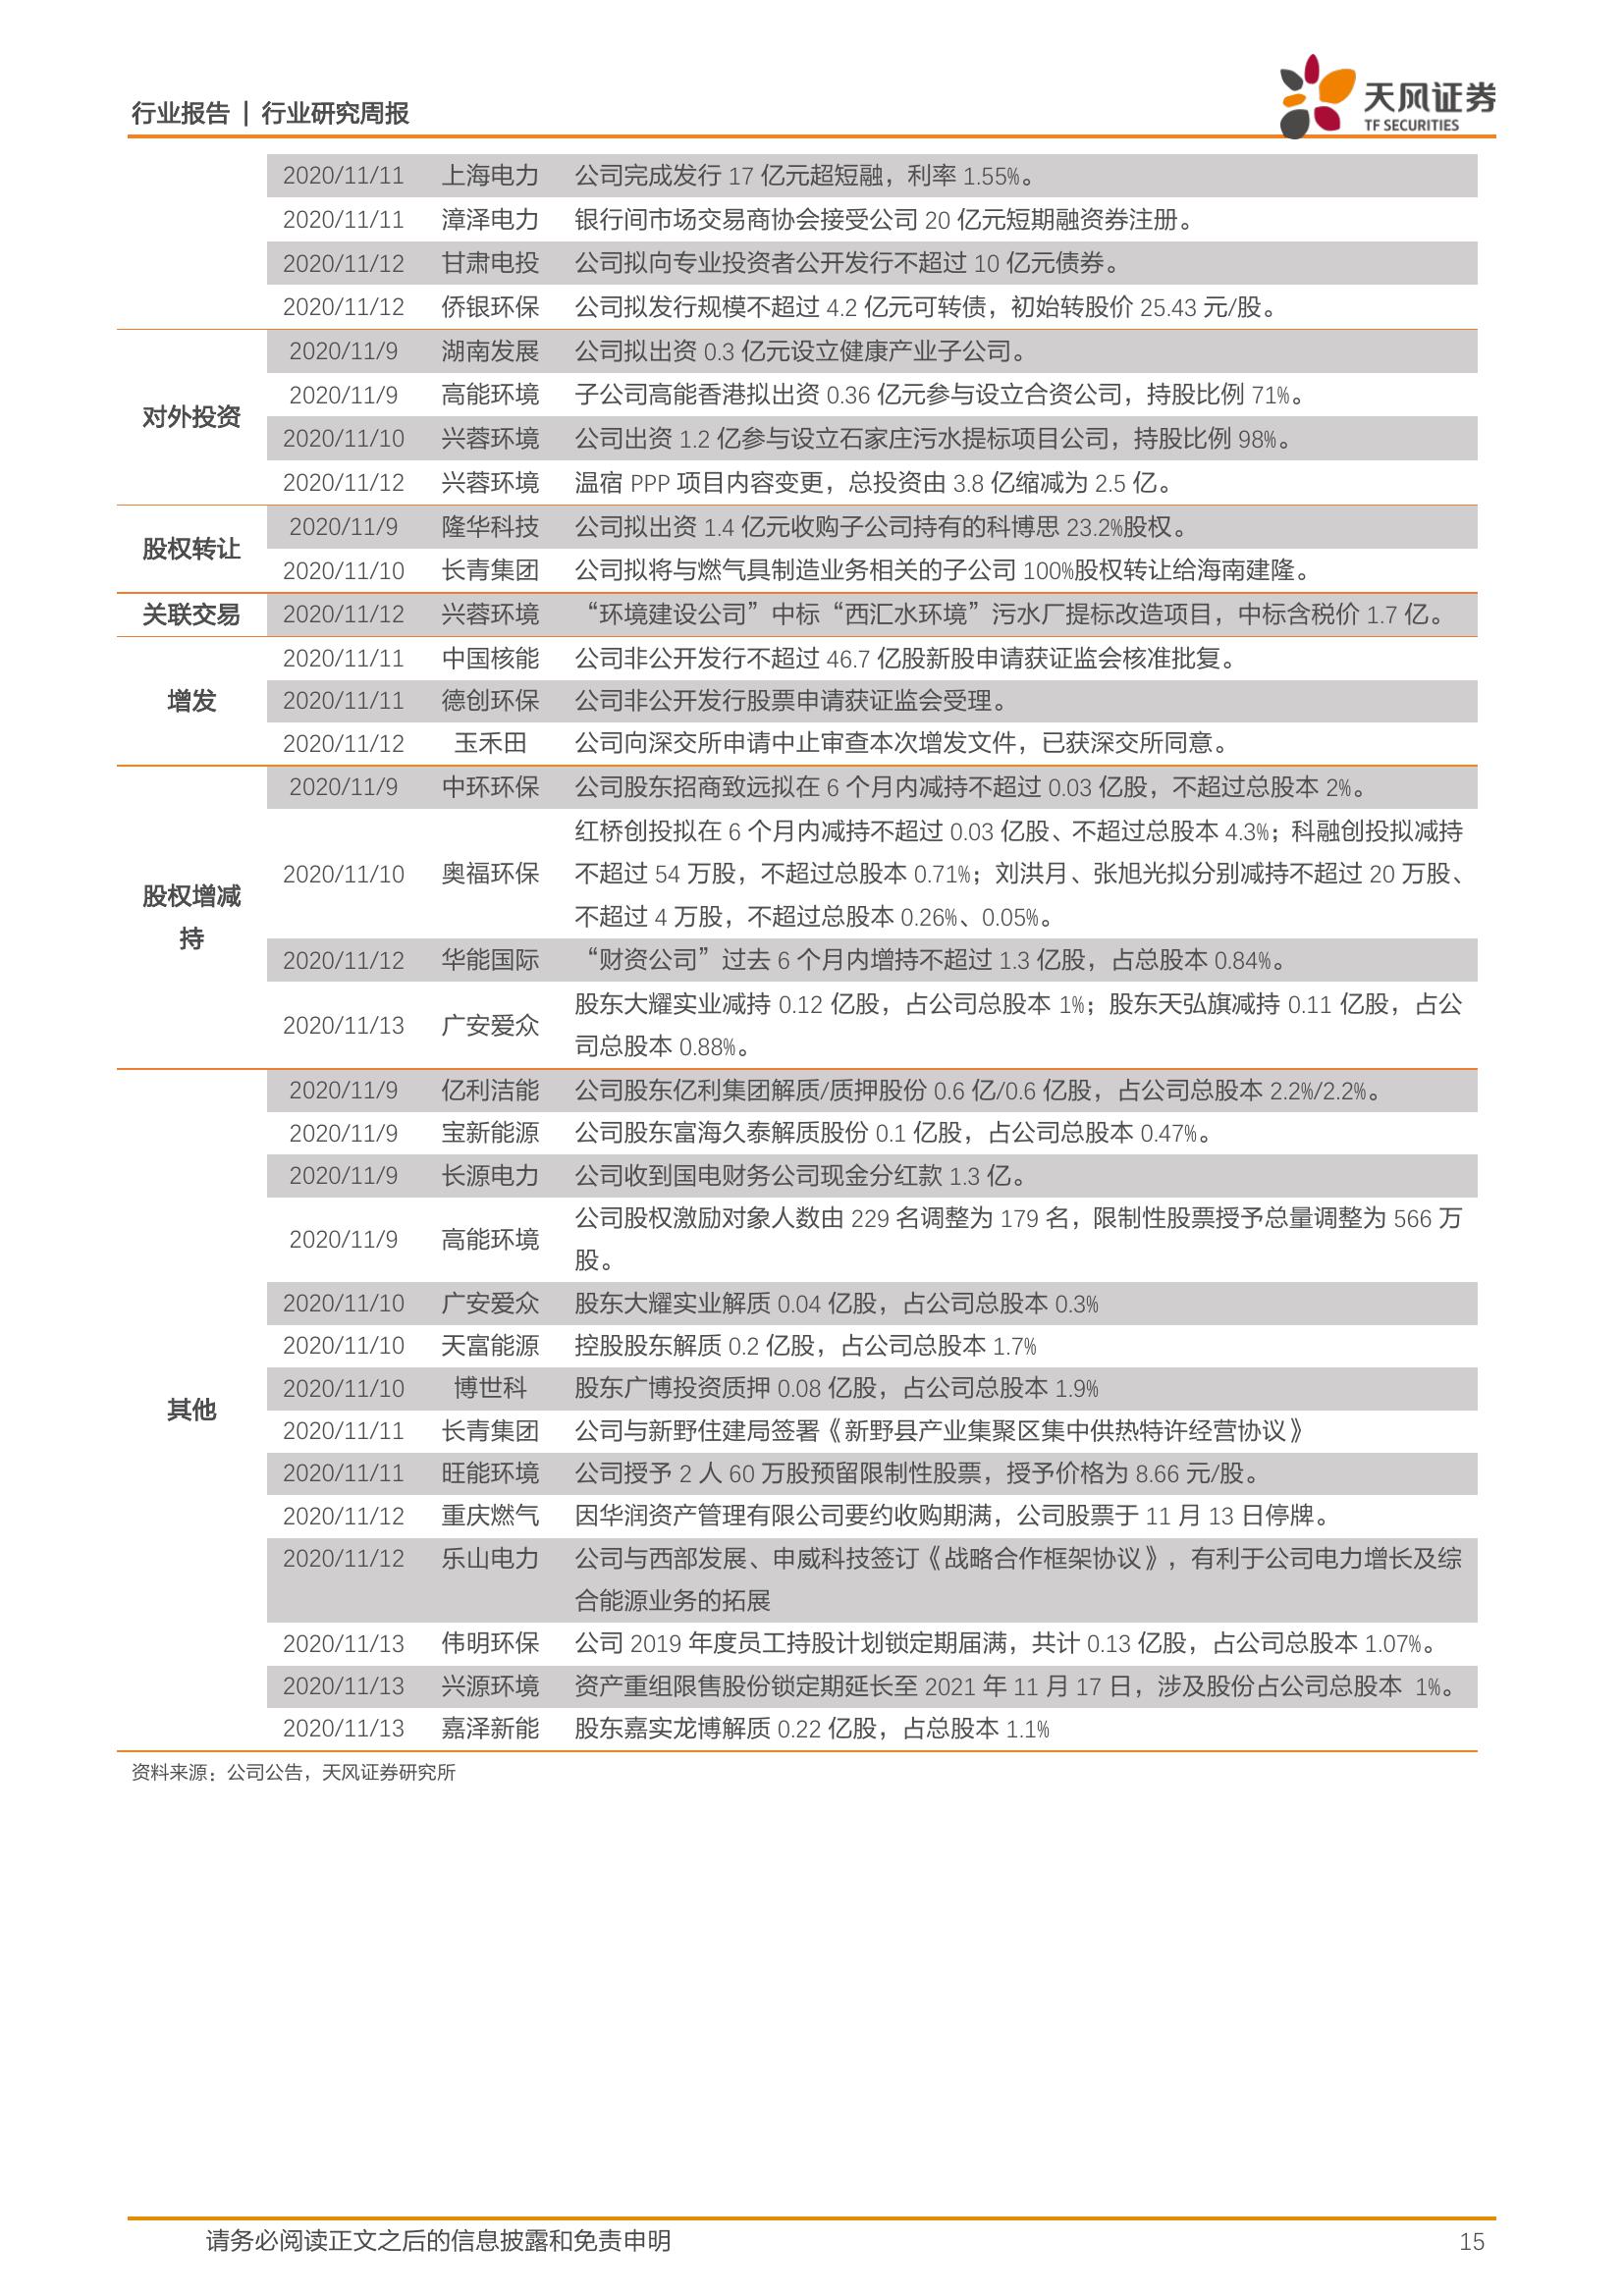 行业报告 | 行业研究周报
天风证券
TF SECURITIES
2020/11/11 上海电力 公司完成发行 17 亿元超短融，利率 1.55%。
2020/11/11 漳泽电力 银行间市场交易商协会接受公司 20 亿元短期融资券注册。
2020/11/12 甘肃电投 公司拟向专业投资者公开发行不超过 10 亿元债券。
2020/11/12 侨银环保 公司拟发行规模不超过 4.2 亿元可转债，初始转股价 25.43 元/股。
对外投资
2020/11/9 湖南发展 公司拟出资 0.3 亿元设立健康产业子公司。
2020/11/9 高能环境 子公司高能香港拟出资 0.36 亿元参与设立合资公司，持股比例 71%。
2020/11/10 兴蓉环境 公司出资 1.2 亿参与设立石家庄污水提标项目公司，持股比例 98%。
2020/11/12 兴蓉环境 温宿 PPP 项目内容变更，总投资由 3.8 亿缩减为 2.5 亿。
股权转让
2020/11/9 隆华科技 公司拟出资 1.4 亿元收购子公司持有的科博思 23.2%股权。
2020/11/10 长青集团 公司拟将与燃气具制造业务相关的子公司 100%股权转让给海南建隆。
关联交易 2020/11/12 兴蓉环境 “环境建设公司”中标“西汇水环境”污水厂提标改造项目，中标含税价 1.7 亿。
增发
2020/11/11 中国核能 公司非公开发行不超过 46.7 亿股新股申请获证监会核准批复。
2020/11/11 德创环保 公司非公开发行股票申请获证监会受理。
2020/11/12 玉禾田 公司向深交所申请中止审查本次增发文件，已获深交所同意。
股权增减
持
2020/11/9 中环环保 公司股东招商致远拟在 6 个月内减持不超过 0.03 亿股，不超过总股本 2%。
2020/11/10 奥福环保 红桥创投拟在 6 个月内减持不超过 0.03 亿股、不超过总股本 4.3%；科融创投拟减持
不超过 54 万股，不超过总股本 0.71%；刘洪月、张旭光拟分别减持不超过 20 万股、
不超过 4 万股，不超过总股本 0.26%、0.05%。
2020/11/12 华能国际 “财资公司”过去 6 个月内增持不超过 1.3 亿股，占总股本 0.84%。
2020/11/13 广安爱众 股东大耀实业减持 0.12 亿股，占公司总股本 1%；股东天弘旗减持 0.11 亿股，占公
司总股本 0.88%。
其他
2020/11/9 亿利洁能 公司股东亿利集团解质/质押股份 0.6 亿/0.6 亿股，占公司总股本 2.2%/2.2%。
2020/11/9 宝新能源 公司股东富海久泰解质股份 0.1 亿股，占公司总股本 0.47%。
2020/11/9 长源电力 公司收到国电财务公司现金分红款 1.3 亿。
2020/11/9 高能环境 公司股权激励对象人数由 229 名调整为 179 名，限制性股票授予总量调整为 566 万
股。
2020/11/10 广安爱众 股东大耀实业解质 0.04 亿股，占公司总股本 0.3%
2020/11/10 天富能源 控股股东解质 0.2 亿股，占公司总股本 1.7%
2020/11/10 博世科 股东广博投资质押 0.08 亿股，占公司总股本 1.9%
2020/11/11 长青集团 公司与新野住建局签署《新野县产业集聚区集中供热特许经营协议》
2020/11/11 旺能环境 公司授予 2 人 60 万股预留限制性股票，授予价格为 8.66 元/股。
2020/11/12 重庆燃气 因华润资产管理有限公司要约收购期满，公司股票于 11 月 13 日停牌。
2020/11/12 乐山电力 公司与西部发展、申威科技签订《战略合作框架协议》，有利于公司电力增长及综
合能源业务的拓展
2020/11/13 伟明环保 公司 2019 年度员工持股计划锁定期届满，共计 0.13 亿股，占公司总股本 1.07%。
2020/11/13 兴源环境 资产重组限售股份锁定期延长至 2021 年 11 月 17 日，涉及股份占公司总股本 1%。
2020/11/13 嘉泽新能 股东嘉实龙博解质 0.22 亿股，占总股本 1.1%
资料来源：公司公告，天风证券研究所
请务必阅读正文之后的信息披露和免责申明 15